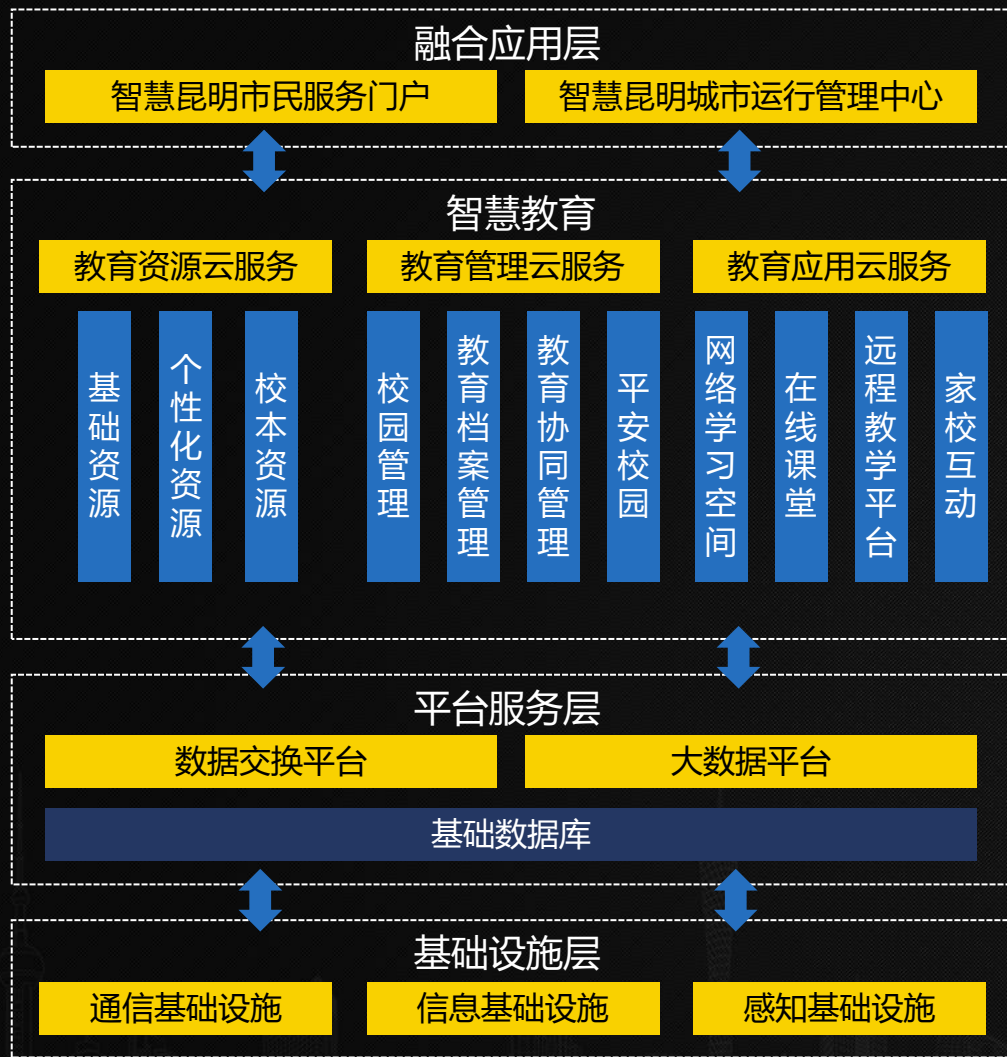 融合应用层
智慧昆明市民服务门户
智慧昆明城市运行管理中心
智慧教育
教育资源云服务
教育管理云服务
教育应用云服务
基础资源
个性化资源
校本资源
校园管理
教育档案管理
教育协同管理
平安校园
网络学习空间
在线课堂
远程教学平台
家校互动
平台服务层
数据交换平台
大数据平台
基础数据库
基础设施层
通信基础设施
信息基础设施
感知基础设施